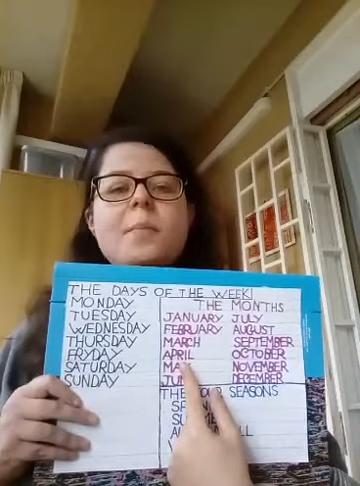 THE DAYS OF THE WEEK!
MONDAY
TUESDAY
WEDNESDAY
THURSDAY
FRYDAY
SATURDAY
SUNDAY
THE MONTHS
JANUARY JULY
FEBRUARY AUGUST
MARCH SEPTEMBER
APRIL OCTOBER
NOVEMBER
DECEMBER
THE SEASONS